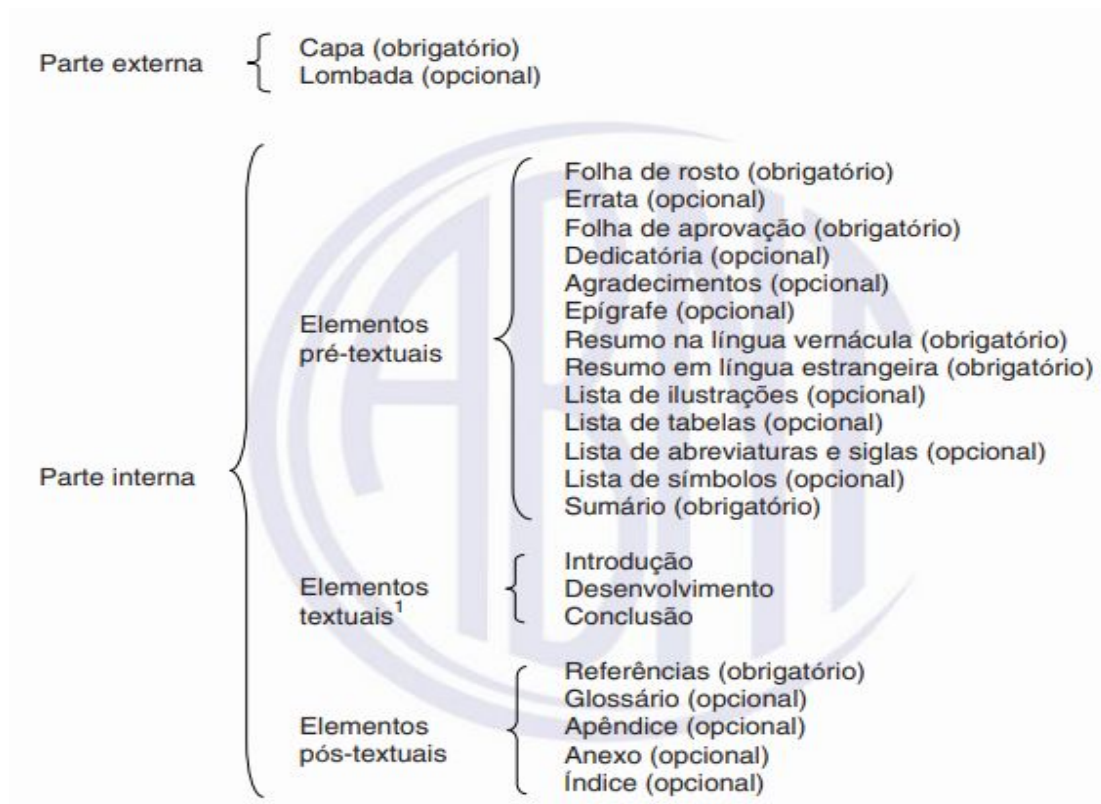 Parte externa
Capa (obrigatório)
Lombada (opcional)
Parte interna
Elementos
pré-textuais
Folha de rosto (obrigatório)
Errata (opcional)
Folha de aprovação (obrigatório)
Dedicatória (opcional)
Agradecimentos (opcional)
Epígrafe (opcional)
Resumo na língua vernácula (obrigatório)
Resumo em língua estrangeira (obrigatório)
Lista de ilustrações (opcional)
Lista de tabelas (opcional)
Lista de abreviaturas e siglas (opcional)
Lista de símbolos (opcional)
Sumário (obrigatório)
Elementos
textuais¹
Introdução
Desenvolvimento
Conclusão
Elementos
pós-textuais
Referências (obrigatório)
Glossário (opcional)
Apêndice (opcional)
Anexo (opcional)
Índice (opcional)
ABNT